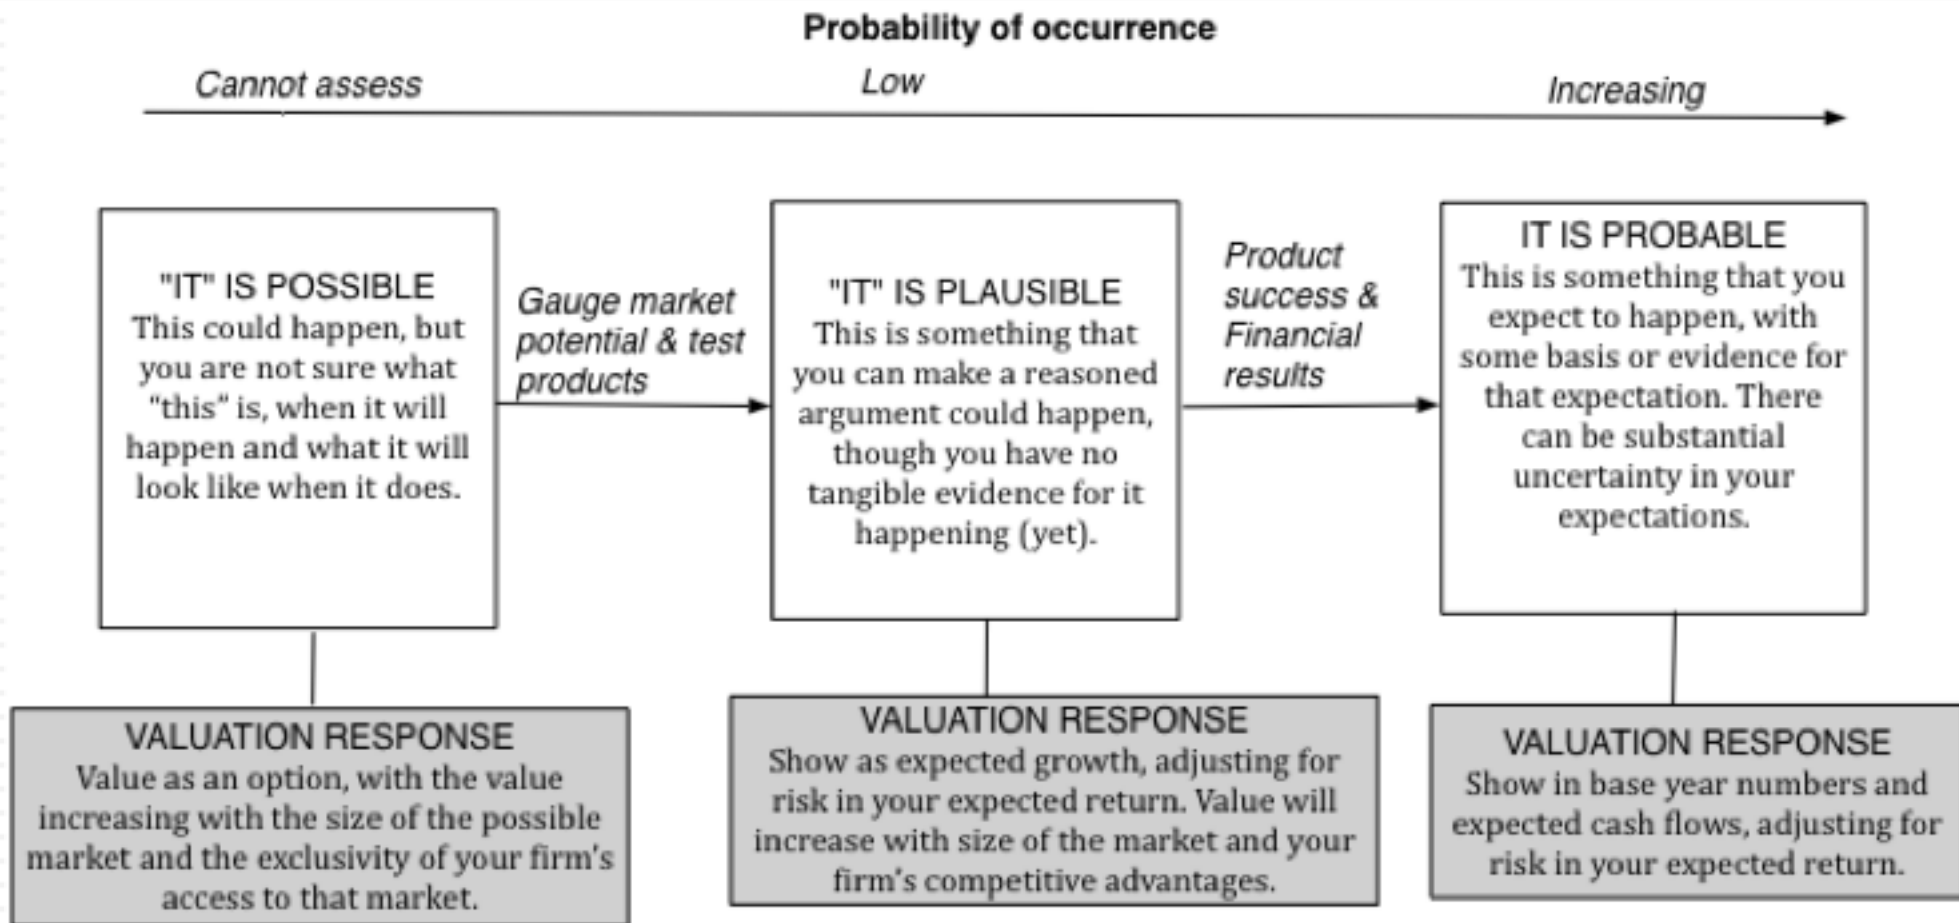 Probability of occurrence
Cannot assess
Low
Increasing
"IT" IS POSSIBLE
This could happen, but
you are not sure what
“this” is, when it will
happen and what it will
look like when it does.
Gauge market
potential & test
products
"IT" IS PLAUSIBLE
This is something that
you can make a reasoned
argument could happen,
though you have no
tangible evidence for it
happening (yet).
Product
success &
Financial
results
IT IS PROBABLE
This is something that you
expect to happen, with
some basis or evidence for
that expectation. There
can be substantial
uncertainty in your
expectations.
VALUATION RESPONSE
Value as an option, with the value
increasing with the size of the possible
market and the exclusivity of your firm's
access to that market.
VALUATION RESPONSE
Show as expected growth, adjusting for
risk in your expected return. Value will
increase with size of the market and your
firm's competitive advantages.
VALUATION RESPONSE
Show in base year numbers and
expected cash flows, adjusting for
risk in your expected return.